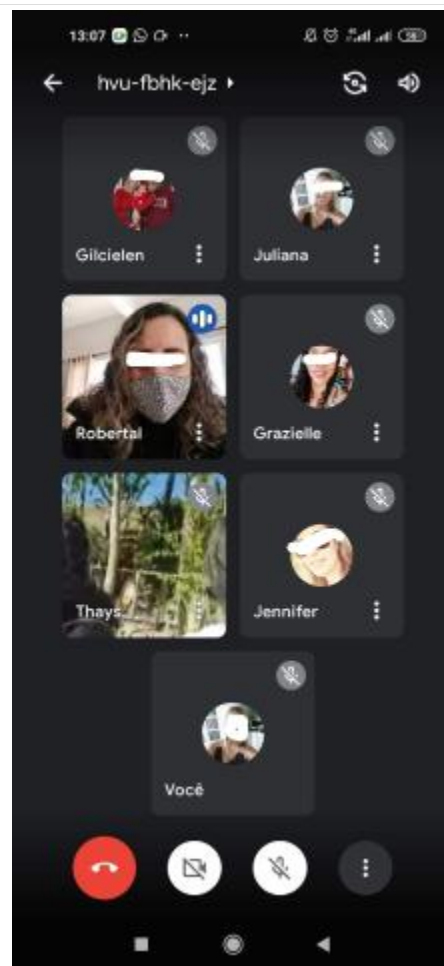 13:07
hvu-fbhk-ejz
Gilcielen
Juliana
Robertal
Grazielle
Thays
Jennifer
Você